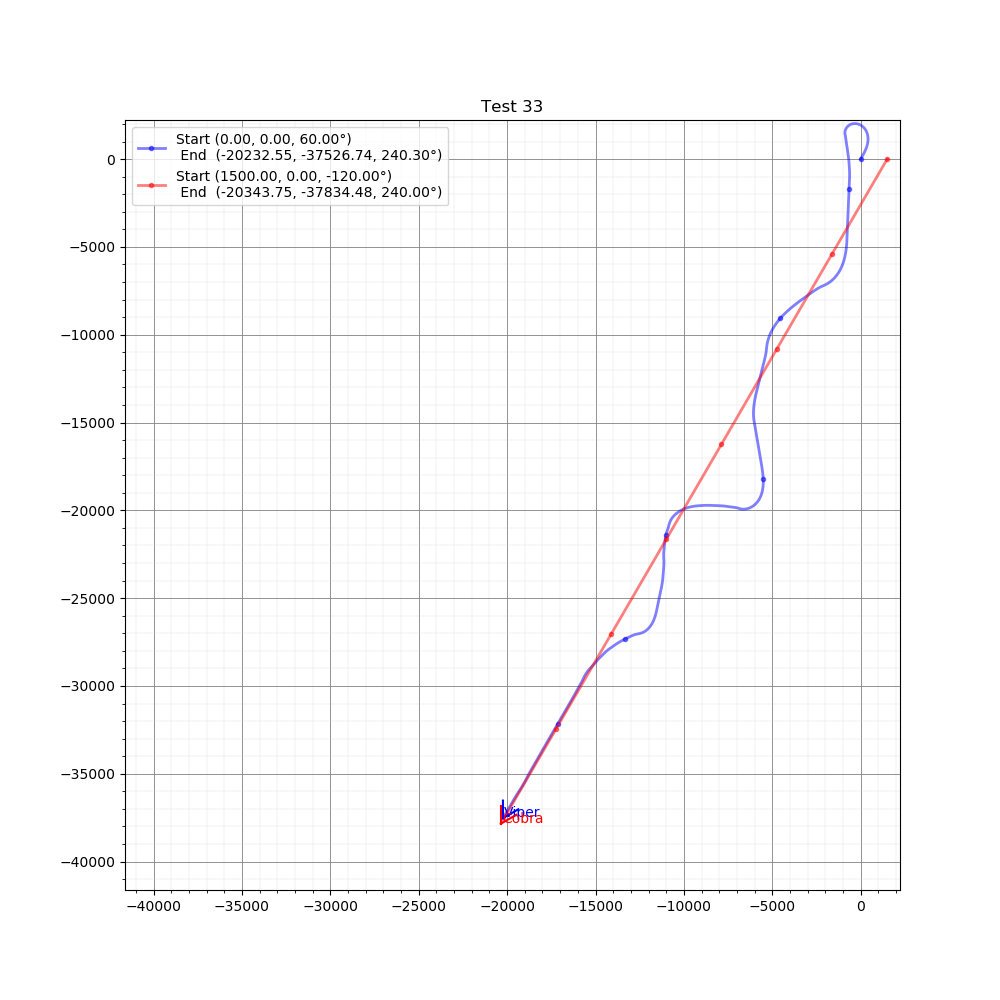 Test 33
Start (0.00, 0.00, 60.00°)
End (-20232.55, -37526.74, 240.30°)
Start (1500.00, 0.00, -120.00°)
End (-20343.75, -37834.48, 240.00°)
0
−5000
−10000
−15000
−20000
−25000
−30000
−35000
−40000
Viper
Cobra
−40000 −35000 −30000 −25000 −20000 −15000 −10000 −5000 0